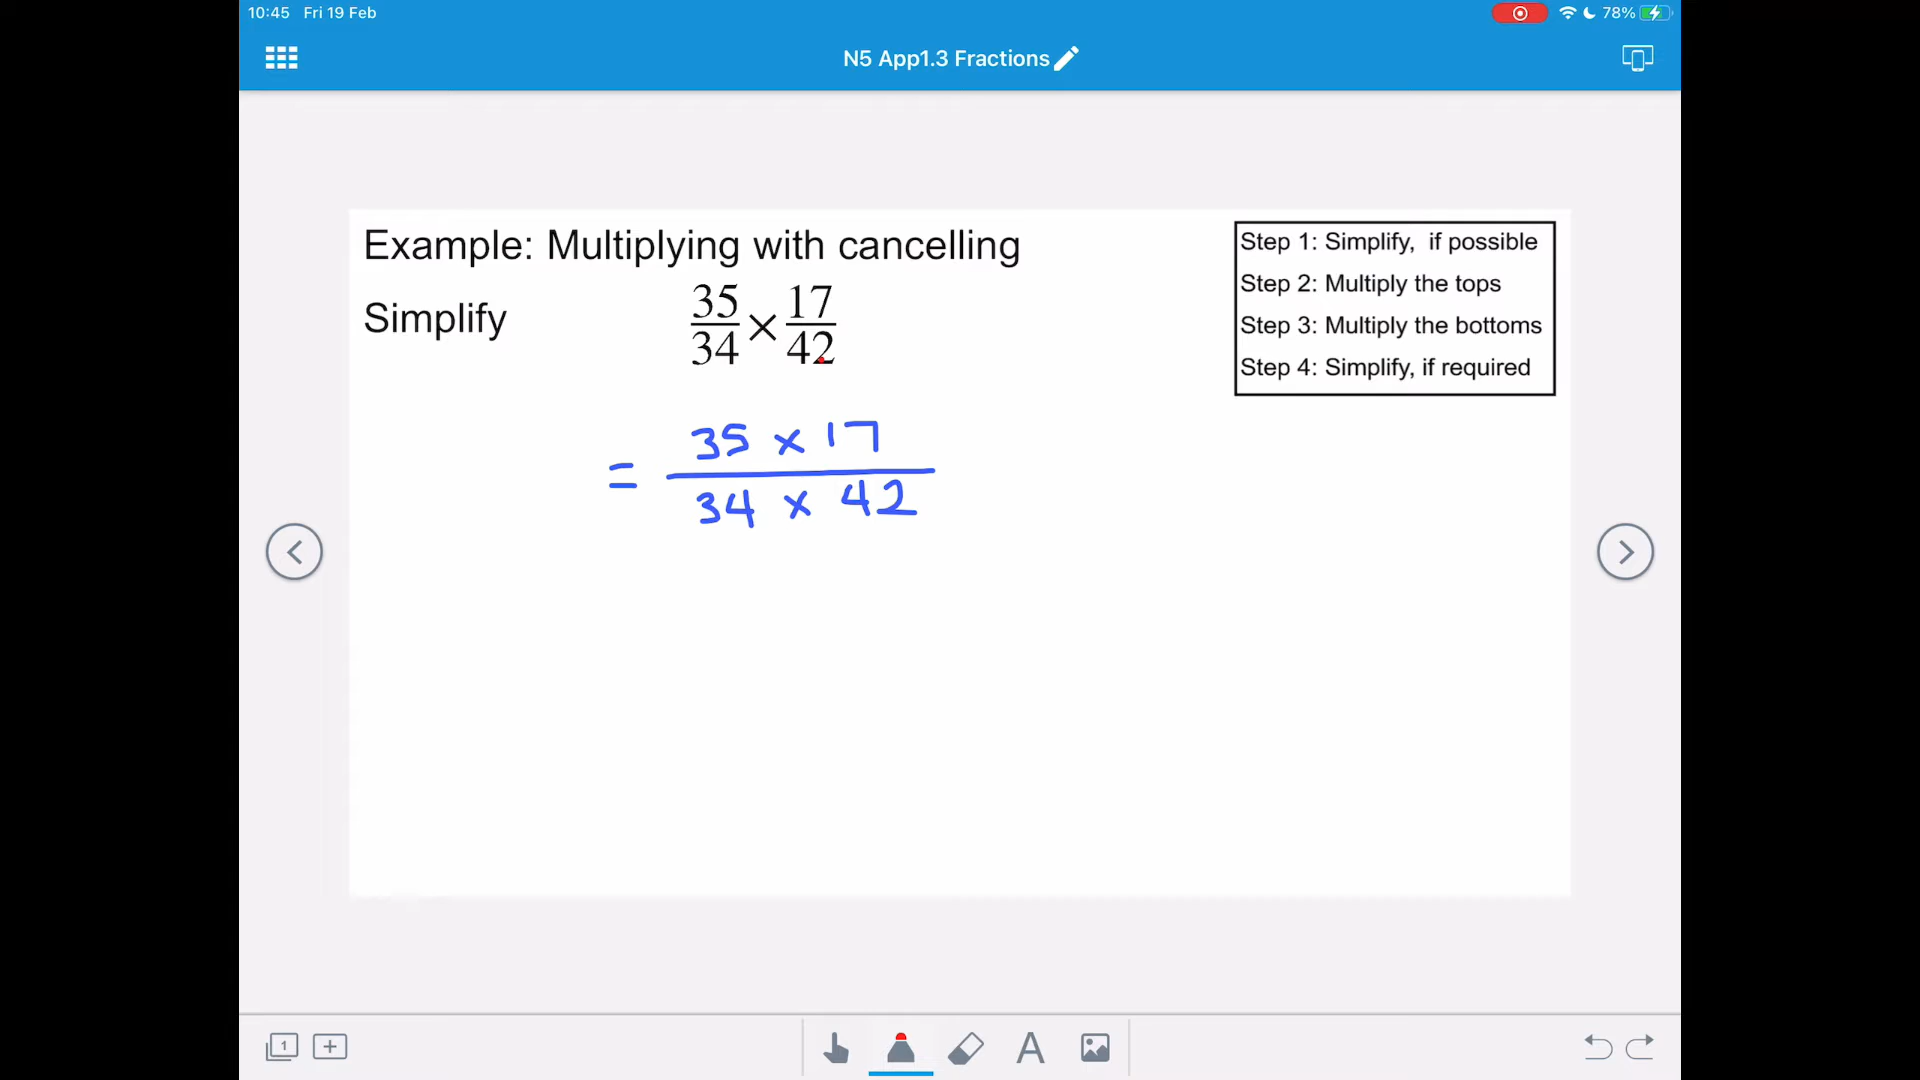 10:45 Fri 19 Feb
78%
N5 App1.3 Fractions
Example: Multiplying with cancelling
Simplify
35/34 × 17/42
= 35 × 17 / 34 × 42
Step 1: Simplify, if possible
Step 2: Multiply the tops
Step 3: Multiply the bottoms
Step 4: Simplify, if required
1
A